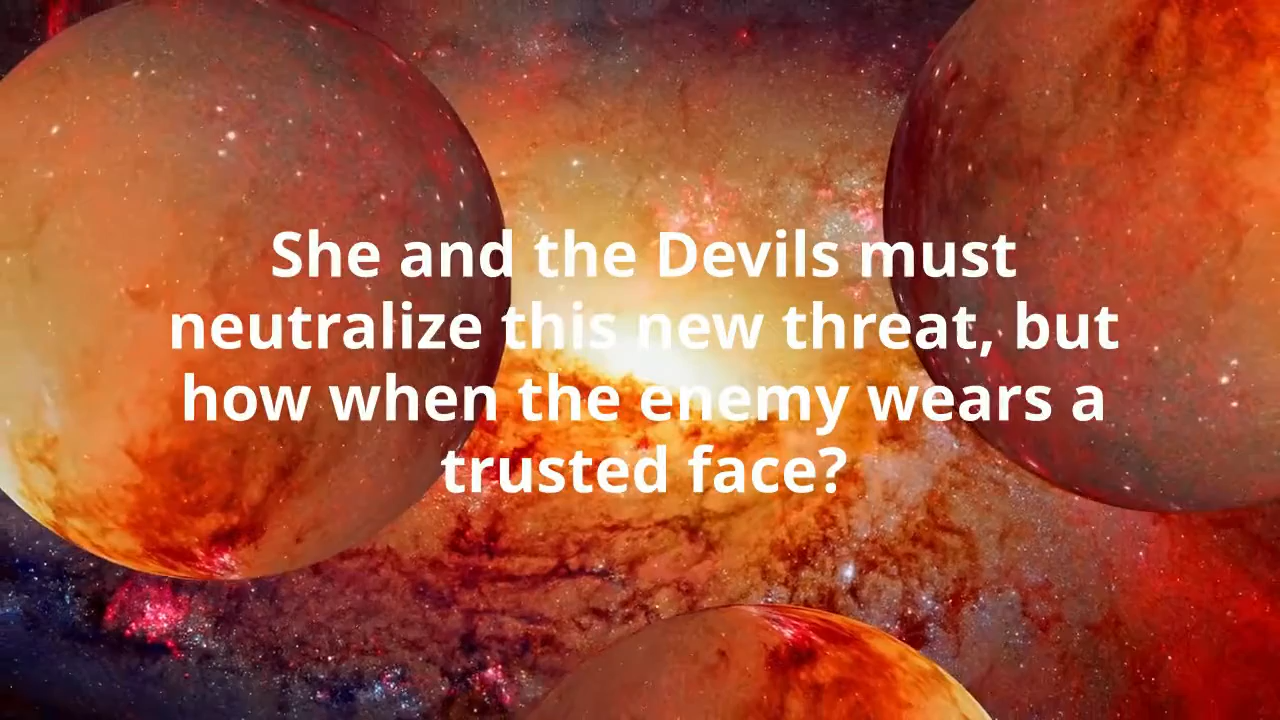 She and the Devils must
neutralize this new threat, but
how when the enemy wears a
trusted face?